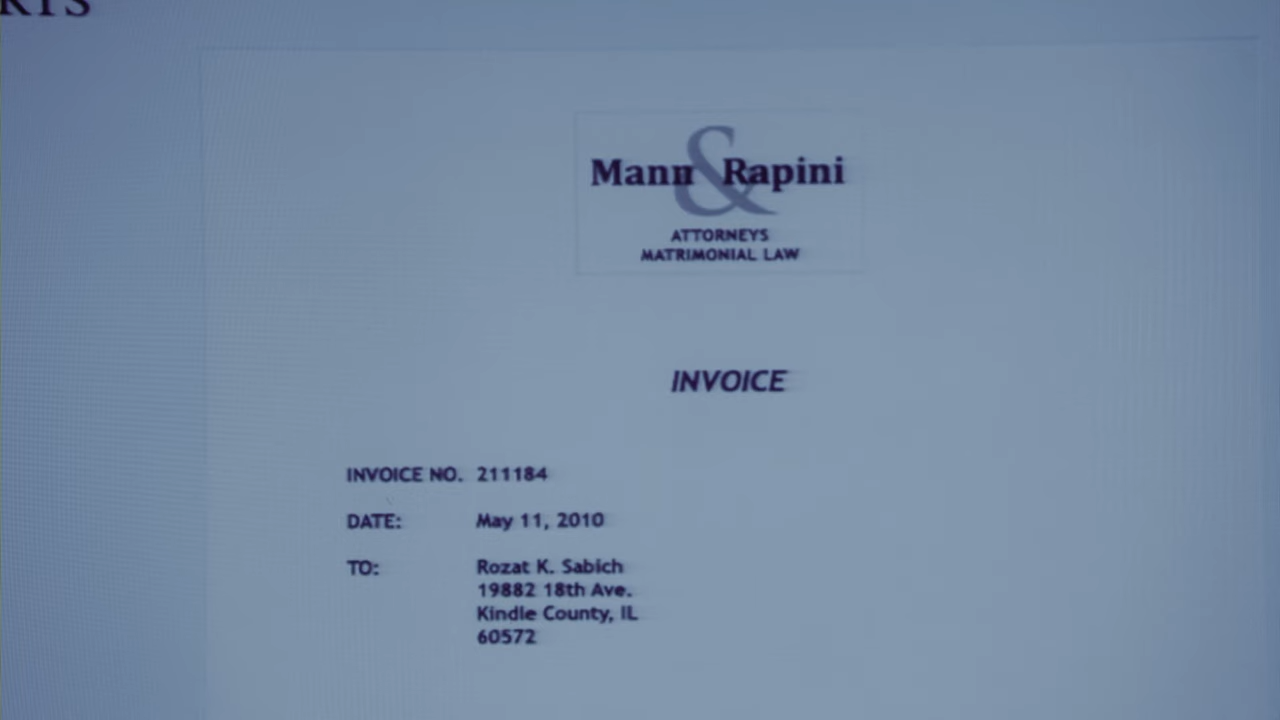 RTS
Mann & Rapini
ATTORNEYS
MATRIMONIAL LAW
INVOICE
INVOICE NO. 211184
DATE: May 11, 2010
TO: Rozat K. Sabich
19882 18th Ave.
Kindle County, IL
60572